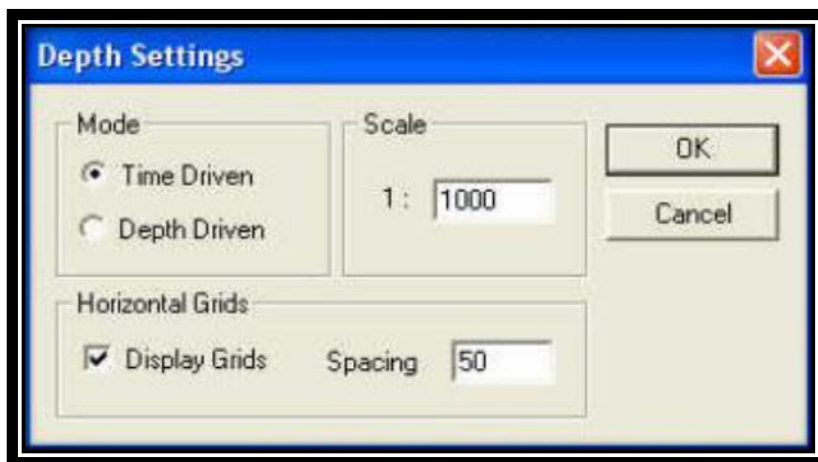 Depth Settings
Mode
Time Driven
Depth Driven
Scale
1 : 1000
OK
Cancel
Horizontal Grids
Display Grids Spacing 50